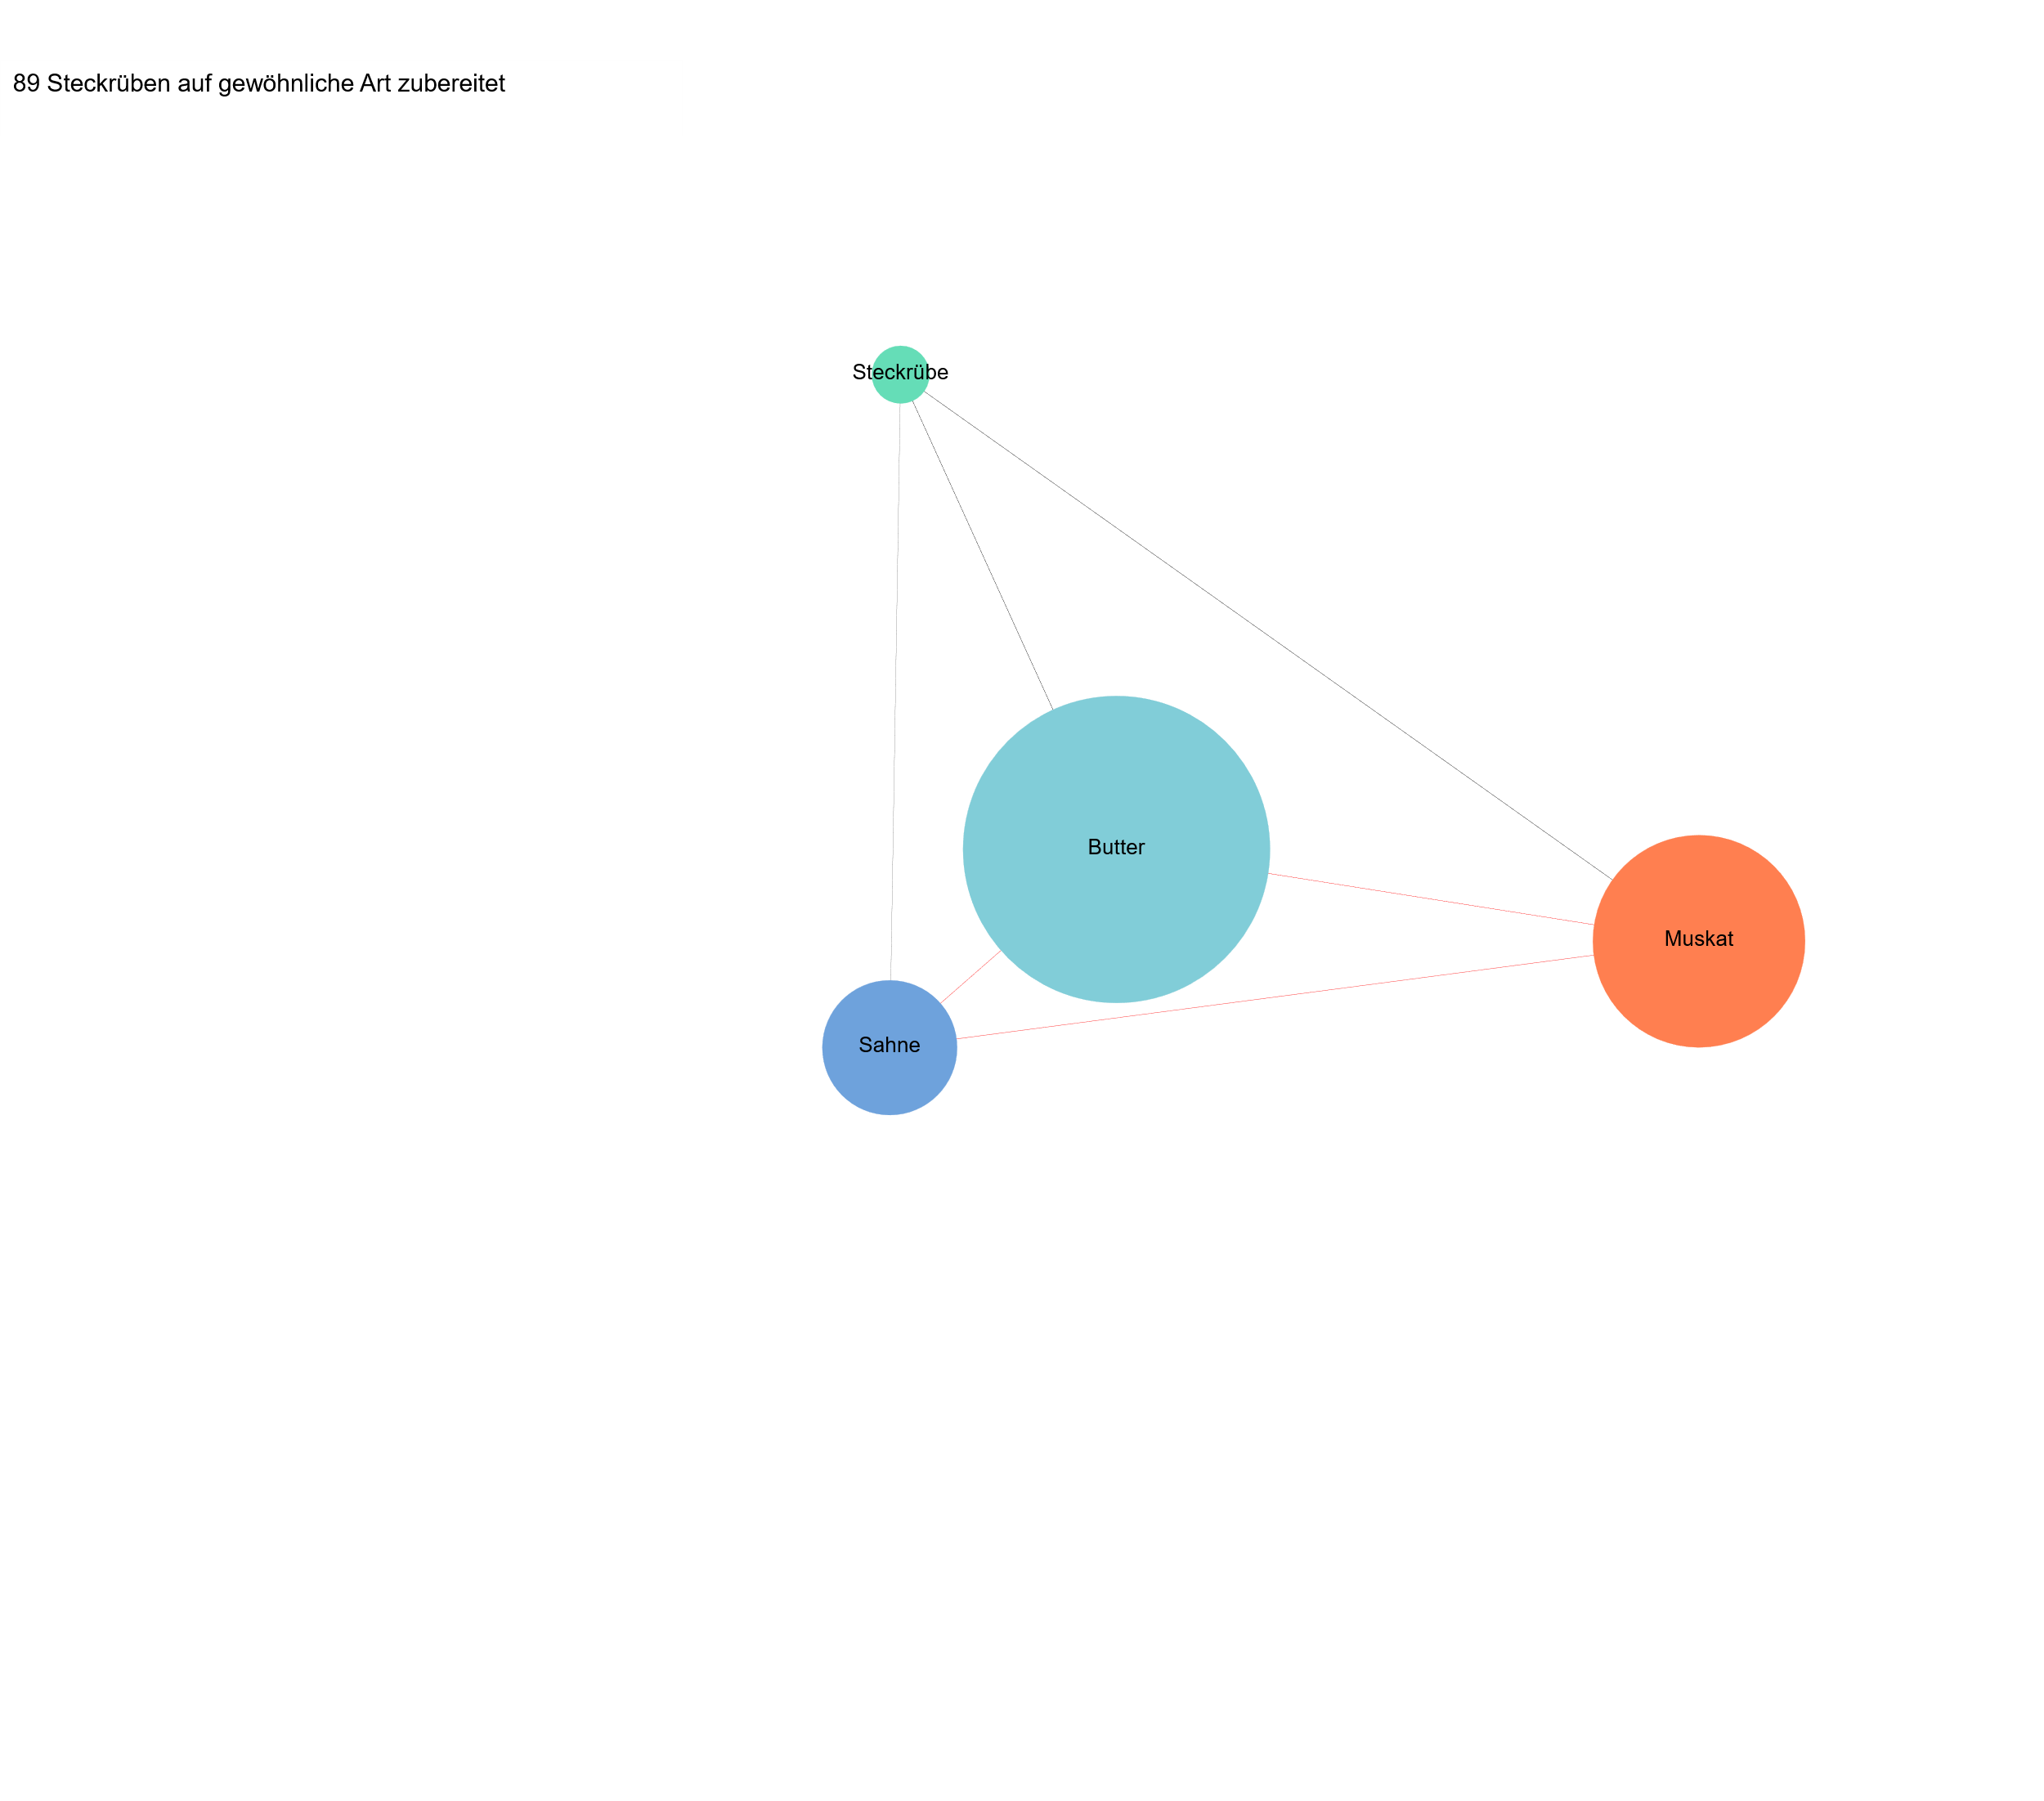 89 Steckrüben auf gewöhnliche Art zubereitet
Steckrübe
Butter
Muskat
Sahne